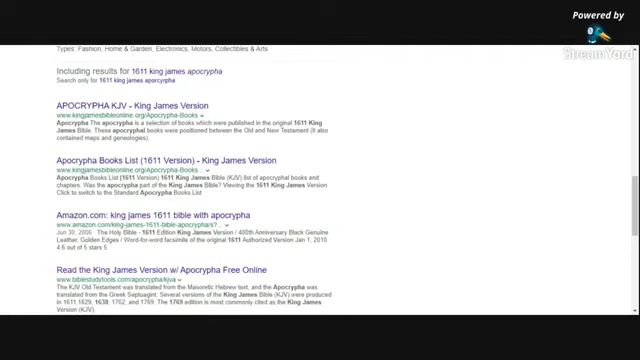 Powered by
StreamYard
Types: Fashion, Home & Garden, Electronics, Motors, Collectibles & Arts
Including results for 1611 king james apocrypha
Search only for 1611 king james aporcyrpha
APOCRYPHA KJV - King James Version
www.kingjamesbibleonline.org/Apocrypha-Books
Apocrypha The apocrypha is a selection of books which were published in the original 1611 King
James Bible. These apocryphal books were positioned between the Old and New Testament (it also
contained maps and geneologies).
Apocrypha Books List (1611 Version) - King James Version
www.kingjamesbibleonline.org/Apocrypha-Books...
Apocrypha Books List (1611 Version) 1611 King James Bible (KJV) list of apocryphal books and
chapters. Was the apocrypha part of the King James Bible? Viewing the 1611 King James Version
Click to switch to the Standard Apocrypha Books List
Amazon.com: king james 1611 bible with apocrypha
www.amazon.com/king-james-1611-bible-apocrypha/s?...
Jun 30, 2006 The Holy Bible - 1611 Edition King James Version / 400th Anniversary Black Genuine
Leather, Golden Edges / Word-for-word facsimile of the original 1611 Authorized Version Jan 1, 2010
4.6 out of 5 stars 5
Read the King James Version w/ Apocrypha Free Online
www.biblestudytools.com/apocrypha/kjva
The KJV Old Testament was translated from the Masoretic Hebrew text, and the Apocrypha was
translated from the Greek Septuagint. Several versions of the King James Bible (KJV) were produced
in 1611,1629, 1638, 1762, and 1769. The 1769 edition is most commonly cited as the King James
Version (KJV).